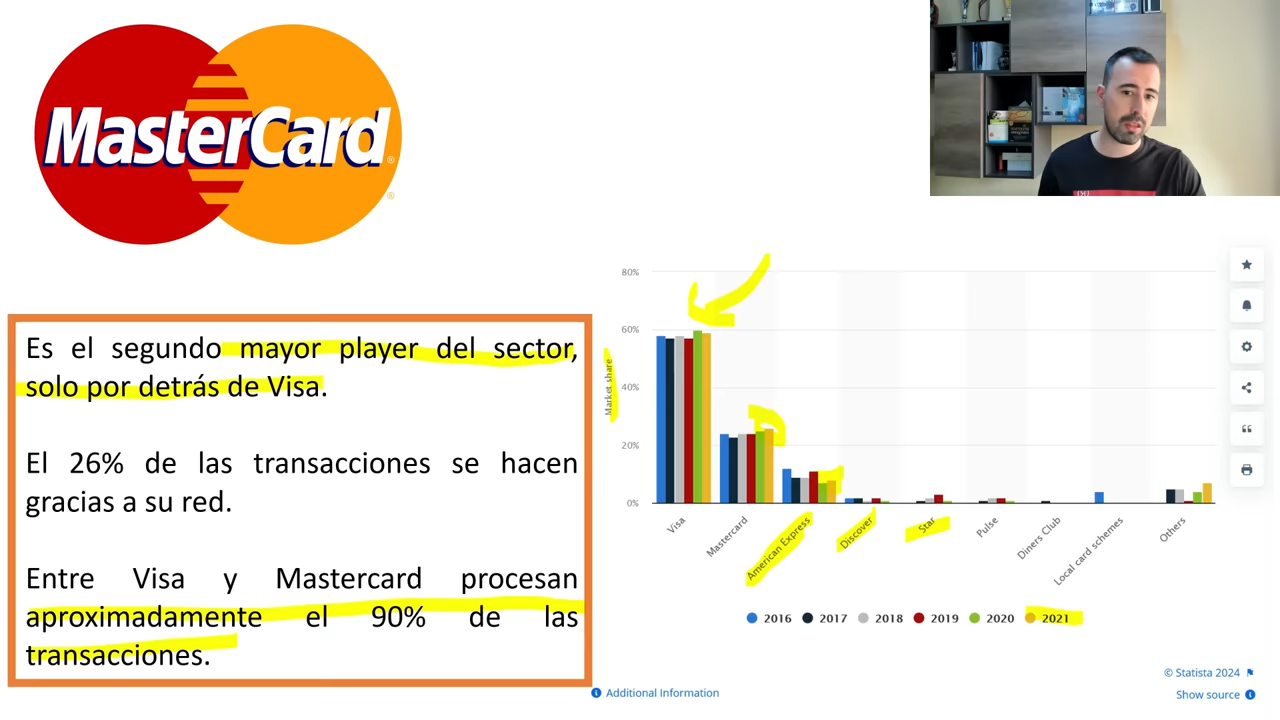 MasterCard
®
®
Es el segundo mayor player del sector,
solo por detrás de Visa.
El 26% de las transacciones se hacen
gracias a su red.
Entre Visa y Mastercard procesan
aproximadamente el 90% de las
transacciones.
Market share
80%
60%
40%
20%
0%
Visa
Mastercard
American Express
Discover
Star
Pulse
Diners Club
Local card schemes
Others
2016 2017 2018 2019 2020 2021
Additional Information
© Statista 2024
Show source